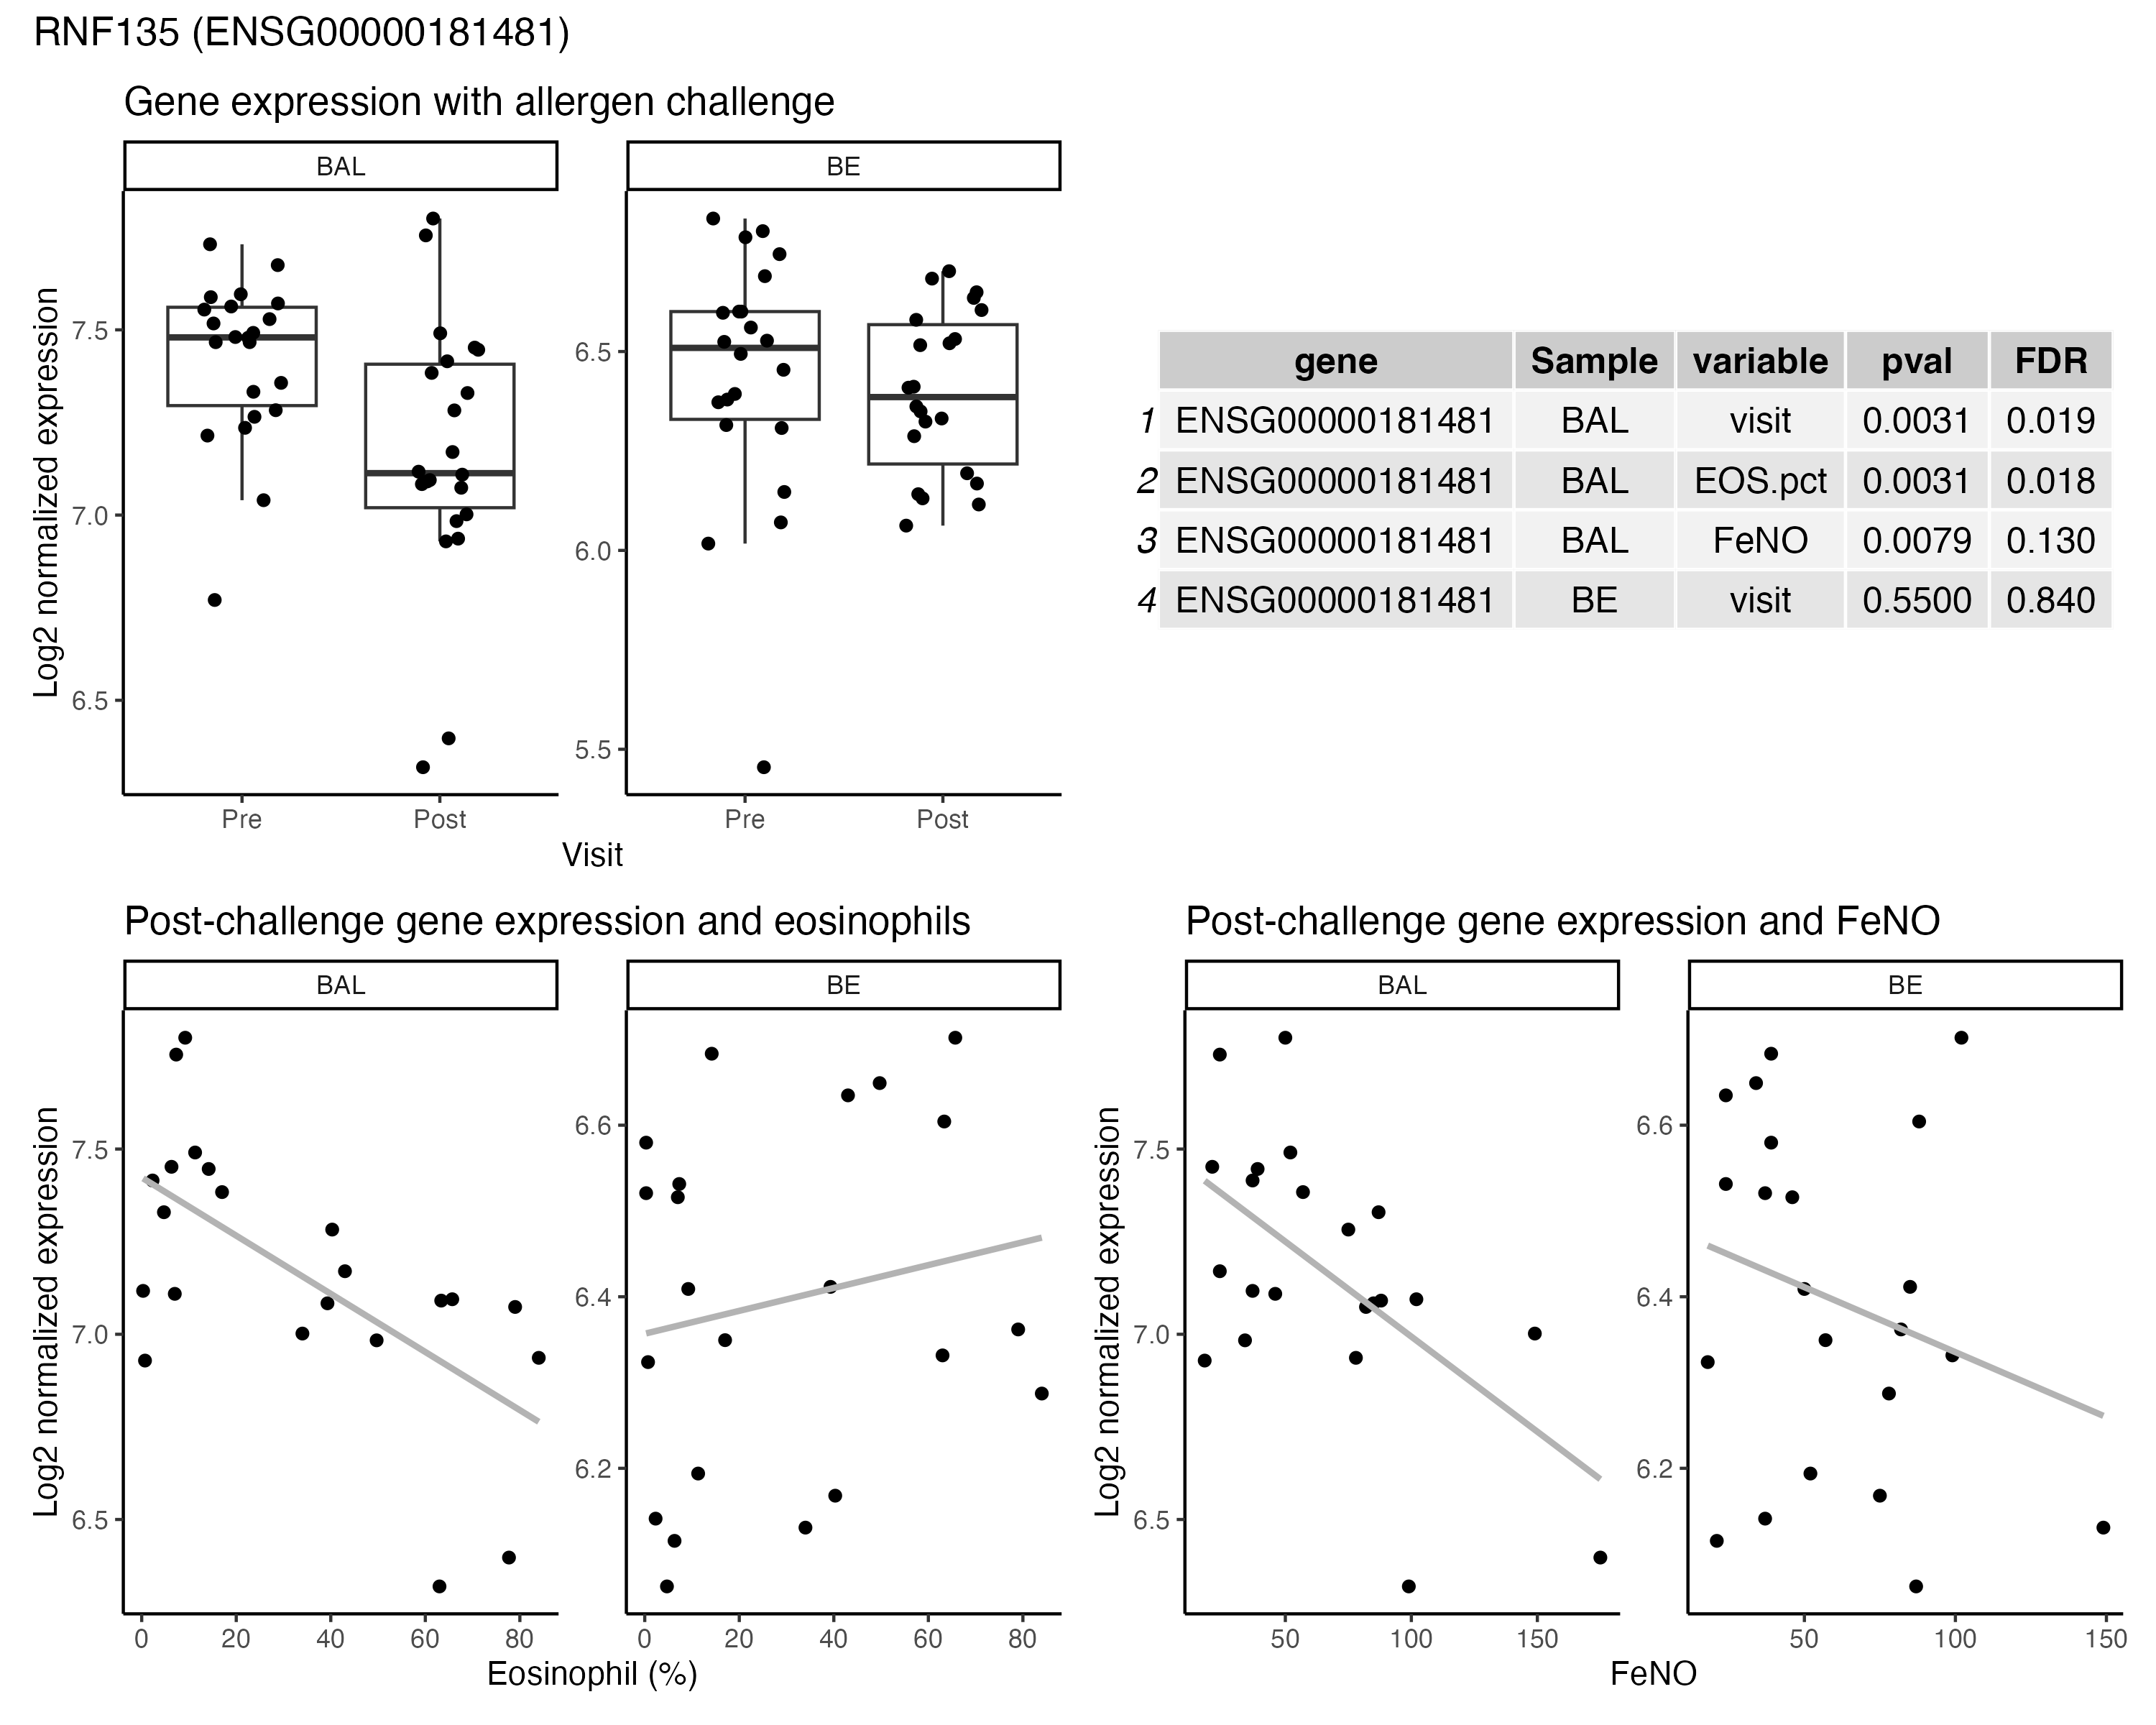 RNF135 (ENSG00000181481)
Gene expression with allergen challenge
BAL
BE
Log2 normalized expression
7.5
7.0
6.5
6.5
6.0
5.5
Pre
Post
Pre
Post
Visit
gene Sample variable pval FDR
1 ENSG00000181481 BAL visit 0.0031 0.019
2 ENSG00000181481 BAL EOS.pct 0.0031 0.018
3 ENSG00000181481 BAL FeNO 0.0079 0.130
4 ENSG00000181481 BE visit 0.5500 0.840
Post-challenge gene expression and eosinophils
BAL
BE
Log2 normalized expression
7.5
7.0
6.5
6.6
6.4
6.2
0 20 40 60 80
0 20 40 60 80
Eosinophil (%)
Post-challenge gene expression and FeNO
BAL
BE
Log2 normalized expression
7.5
7.0
6.5
6.6
6.4
6.2
50 100 150
50 100 150
FeNO